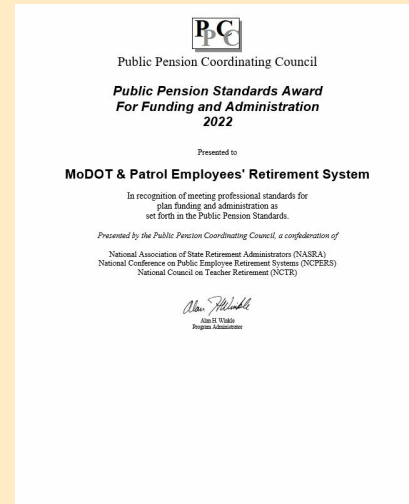 PPCC
Public Pension Coordinating Council
Public Pension Standards Award
For Funding and Administration
2022
Presented to
MoDOT & Patrol Employees' Retirement System
In recognition of meeting professional standards for
plan funding and administration as
set forth in the Public Pension Standards.
Presented by the Public Pension Coordinating Council, a confederation of
National Association of State Retirement Administrators (NASRA)
National Conference on Public Employee Retirement Systems (NCPERS)
National Council on Teacher Retirement (NCTR)
Alan H. Winkle
Alan H. Winkle
Program Administrator